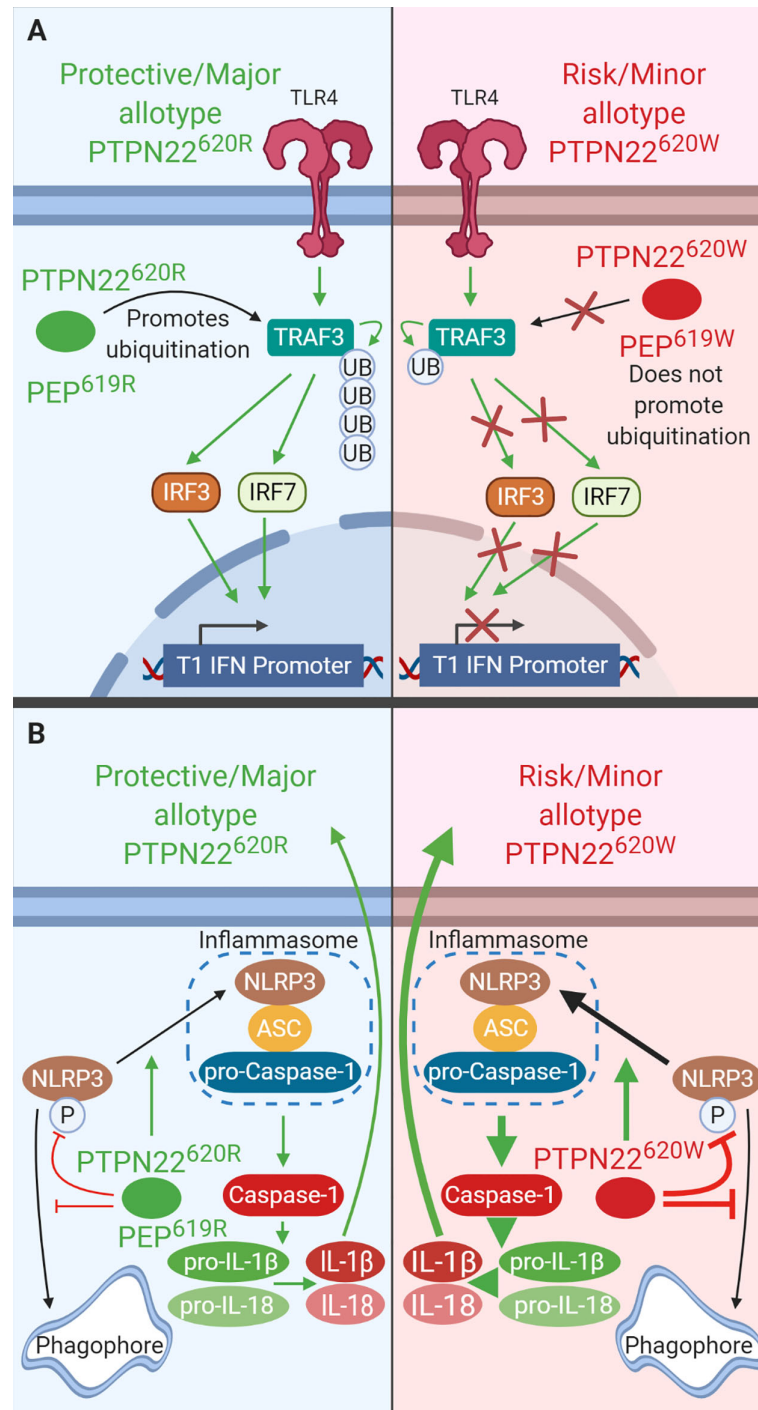 A
Protective/Major
allotype
PTPN22620R
TLR4
PTPN22620R
Promotes
ubiquitination
PEP619R
TRAF3
UB
UB
UB
UB
IRF3
IRF7
T1 IFN Promoter
Risk/Minor
allotype
PTPN22620W
TLR4
PTPN22620W
PEP619W
Does not
promote
ubiquitination
TRAF3
UB
IRF3
IRF7
T1 IFN Promoter
B
Protective/Major
allotype
PTPN22620R
Inflammasome
NLRP3
ASC
pro-Caspase-1
NLRP3
P
PTPN22620R
PEP619R
Caspase-1
pro-IL-1β
IL-1β
pro-IL-18
IL-18
Phagophore
Risk/Minor
allotype
PTPN22620W
Inflammasome
NLRP3
ASC
pro-Caspase-1
NLRP3
P
PTPN22620W
Caspase-1
IL-1β
pro-IL-1β
IL-18
pro-IL-18
Phagophore